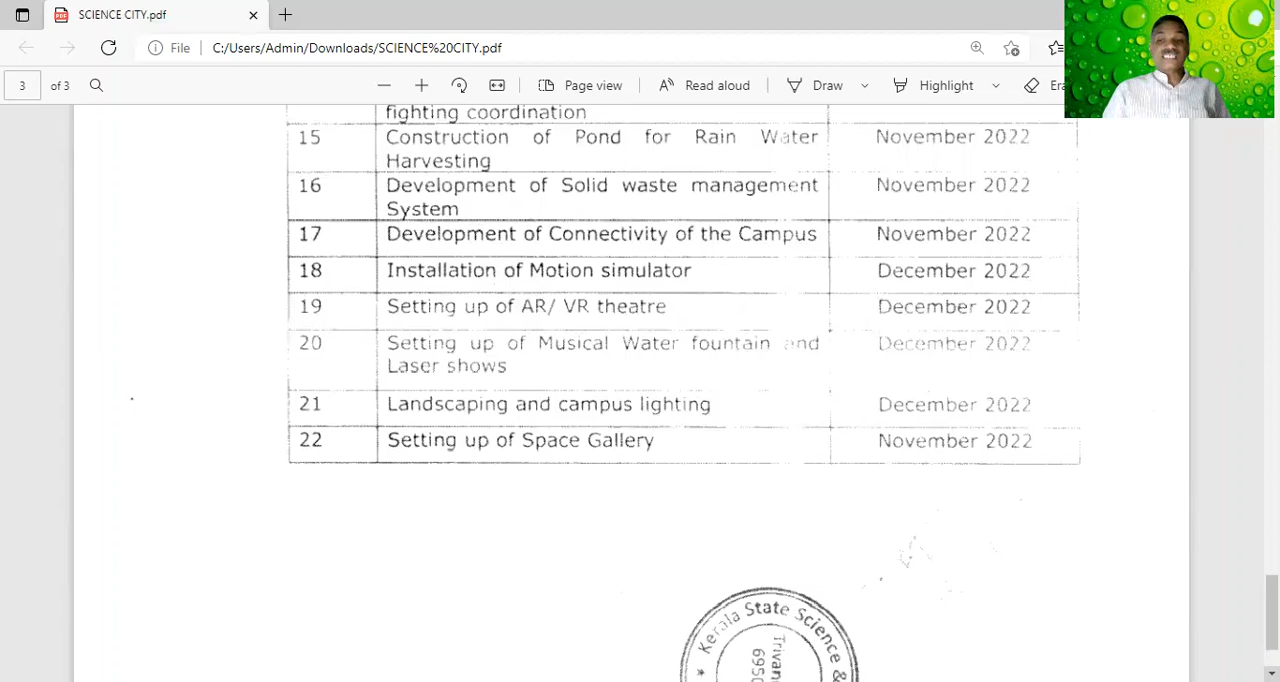 SCIENCE CITY.pdf
File C:/Users/Admin/Downloads/SCIENCE%20CITY.pdf
3 of 3 Page view Read aloud Draw Highlight
fighting coordination
15 Construction of Pond for Rain Water November 2022
Harvesting
16 Development of Solid waste management November 2022
System
17 Development of Connectivity of the Campus November 2022
18 Installation of Motion simulator December 2022
19 Setting up of AR/ VR theatre December 2022
20 Setting up of Musical Water fountain and December 2022
Laser shows
21 Landscaping and campus lighting December 2022
22 Setting up of Space Gallery November 2022
* Kerala State Science &